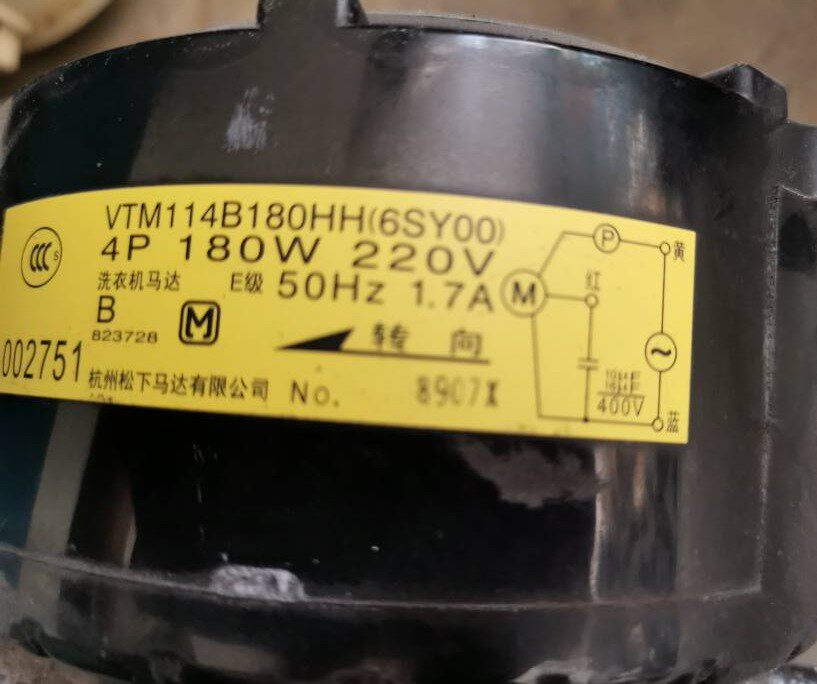 VTM114B180HH(6SY00)
4P 180W 220V
洗衣机马达 E级 50Hz 1.7A
B
823728
M
转向
002751
杭州松下马达有限公司 No. 8907X
CCC S
P
黄
M
红
~
400V
蓝